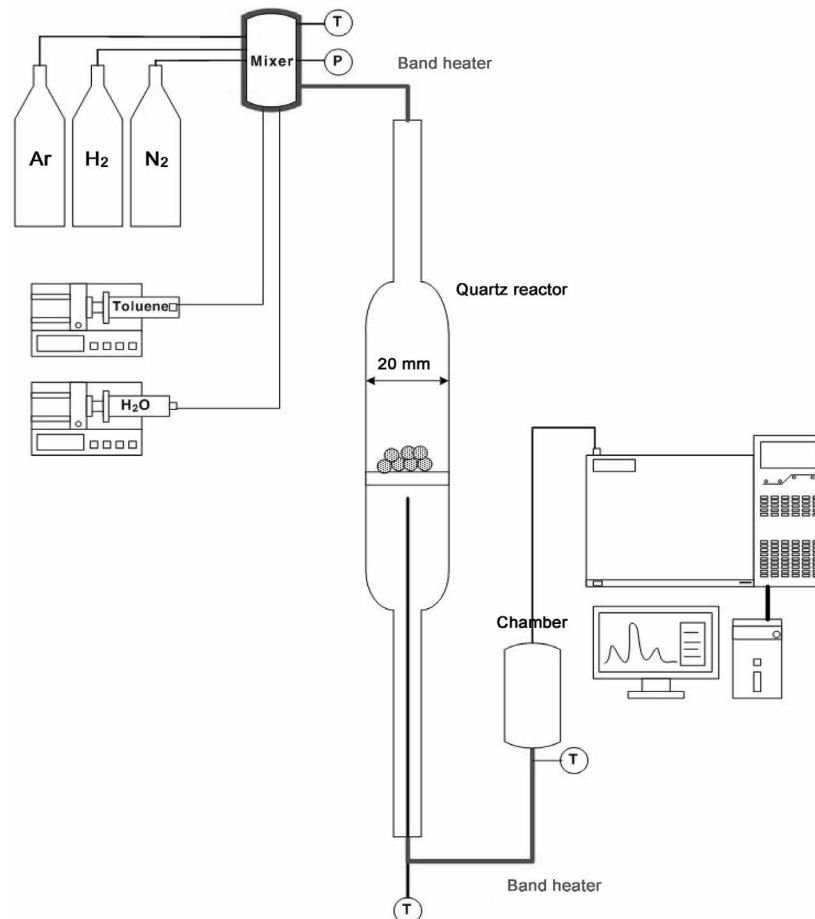 T
Mixer
P
Band heater
Ar
H₂
N₂
Toluene
H₂O
Quartz reactor
20 mm
Chamber
T
Band heater
T